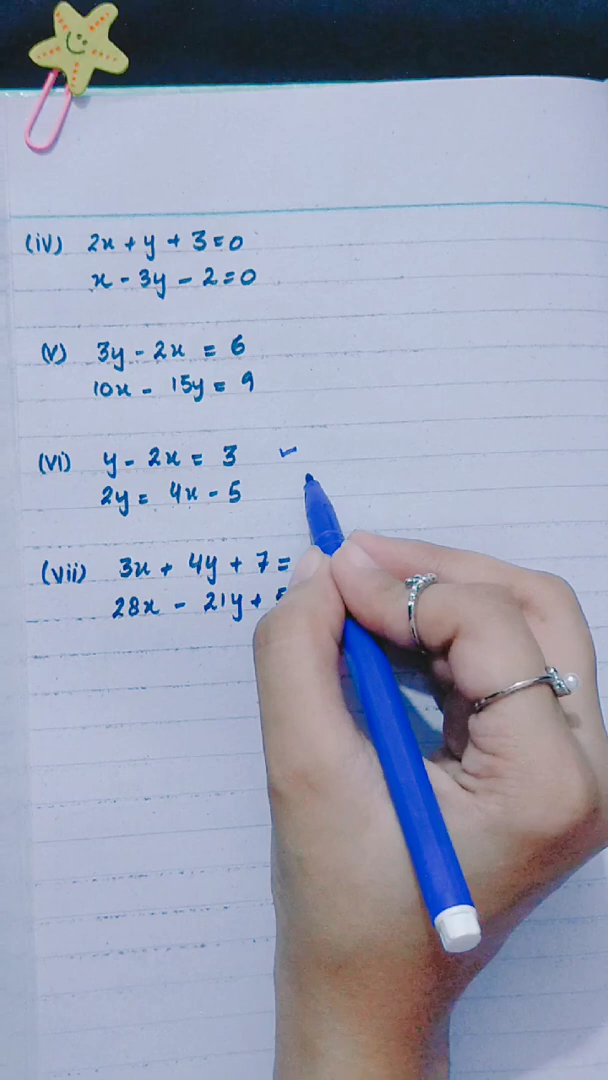 (iv) 2x + y + 3 = 0
x - 3y - 2 = 0
(v) 3y - 2x = 6
10x - 15y = 9
(vi) y - 2x = 3
2y = 4x - 5
(vii) 3x + 4y + 7 =
28x - 21y +